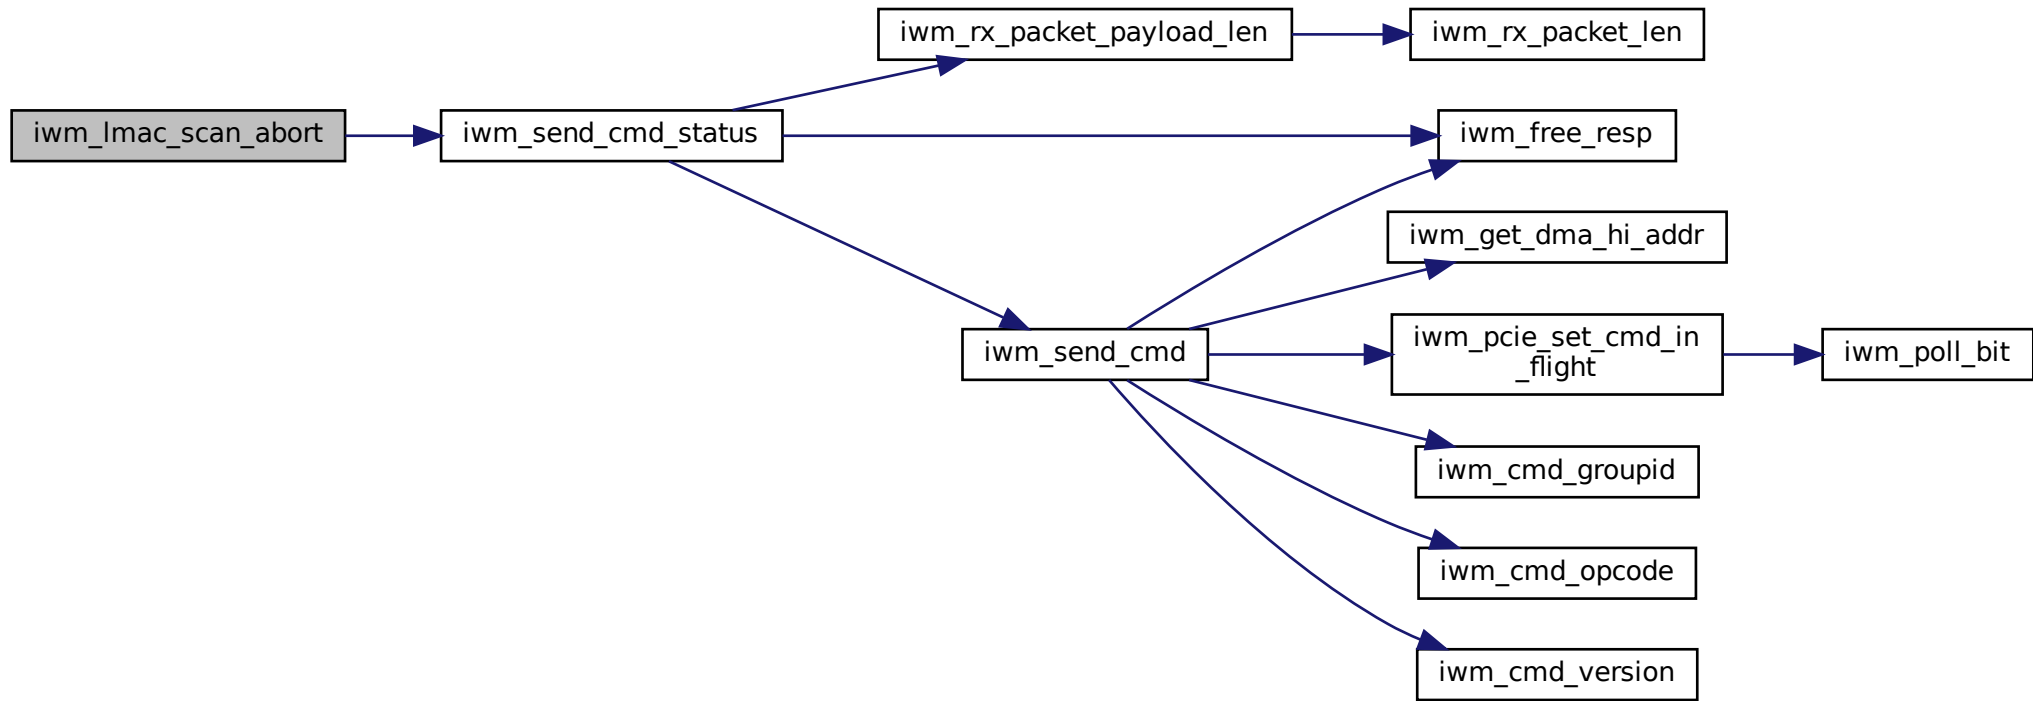 iwm_lmac_scan_abort
iwm_send_cmd_status
iwm_rx_packet_payload_len
iwm_rx_packet_len
iwm_free_resp
iwm_send_cmd
iwm_get_dma_hi_addr
iwm_pcie_set_cmd_in
_flight
iwm_poll_bit
iwm_cmd_groupid
iwm_cmd_opcode
iwm_cmd_version